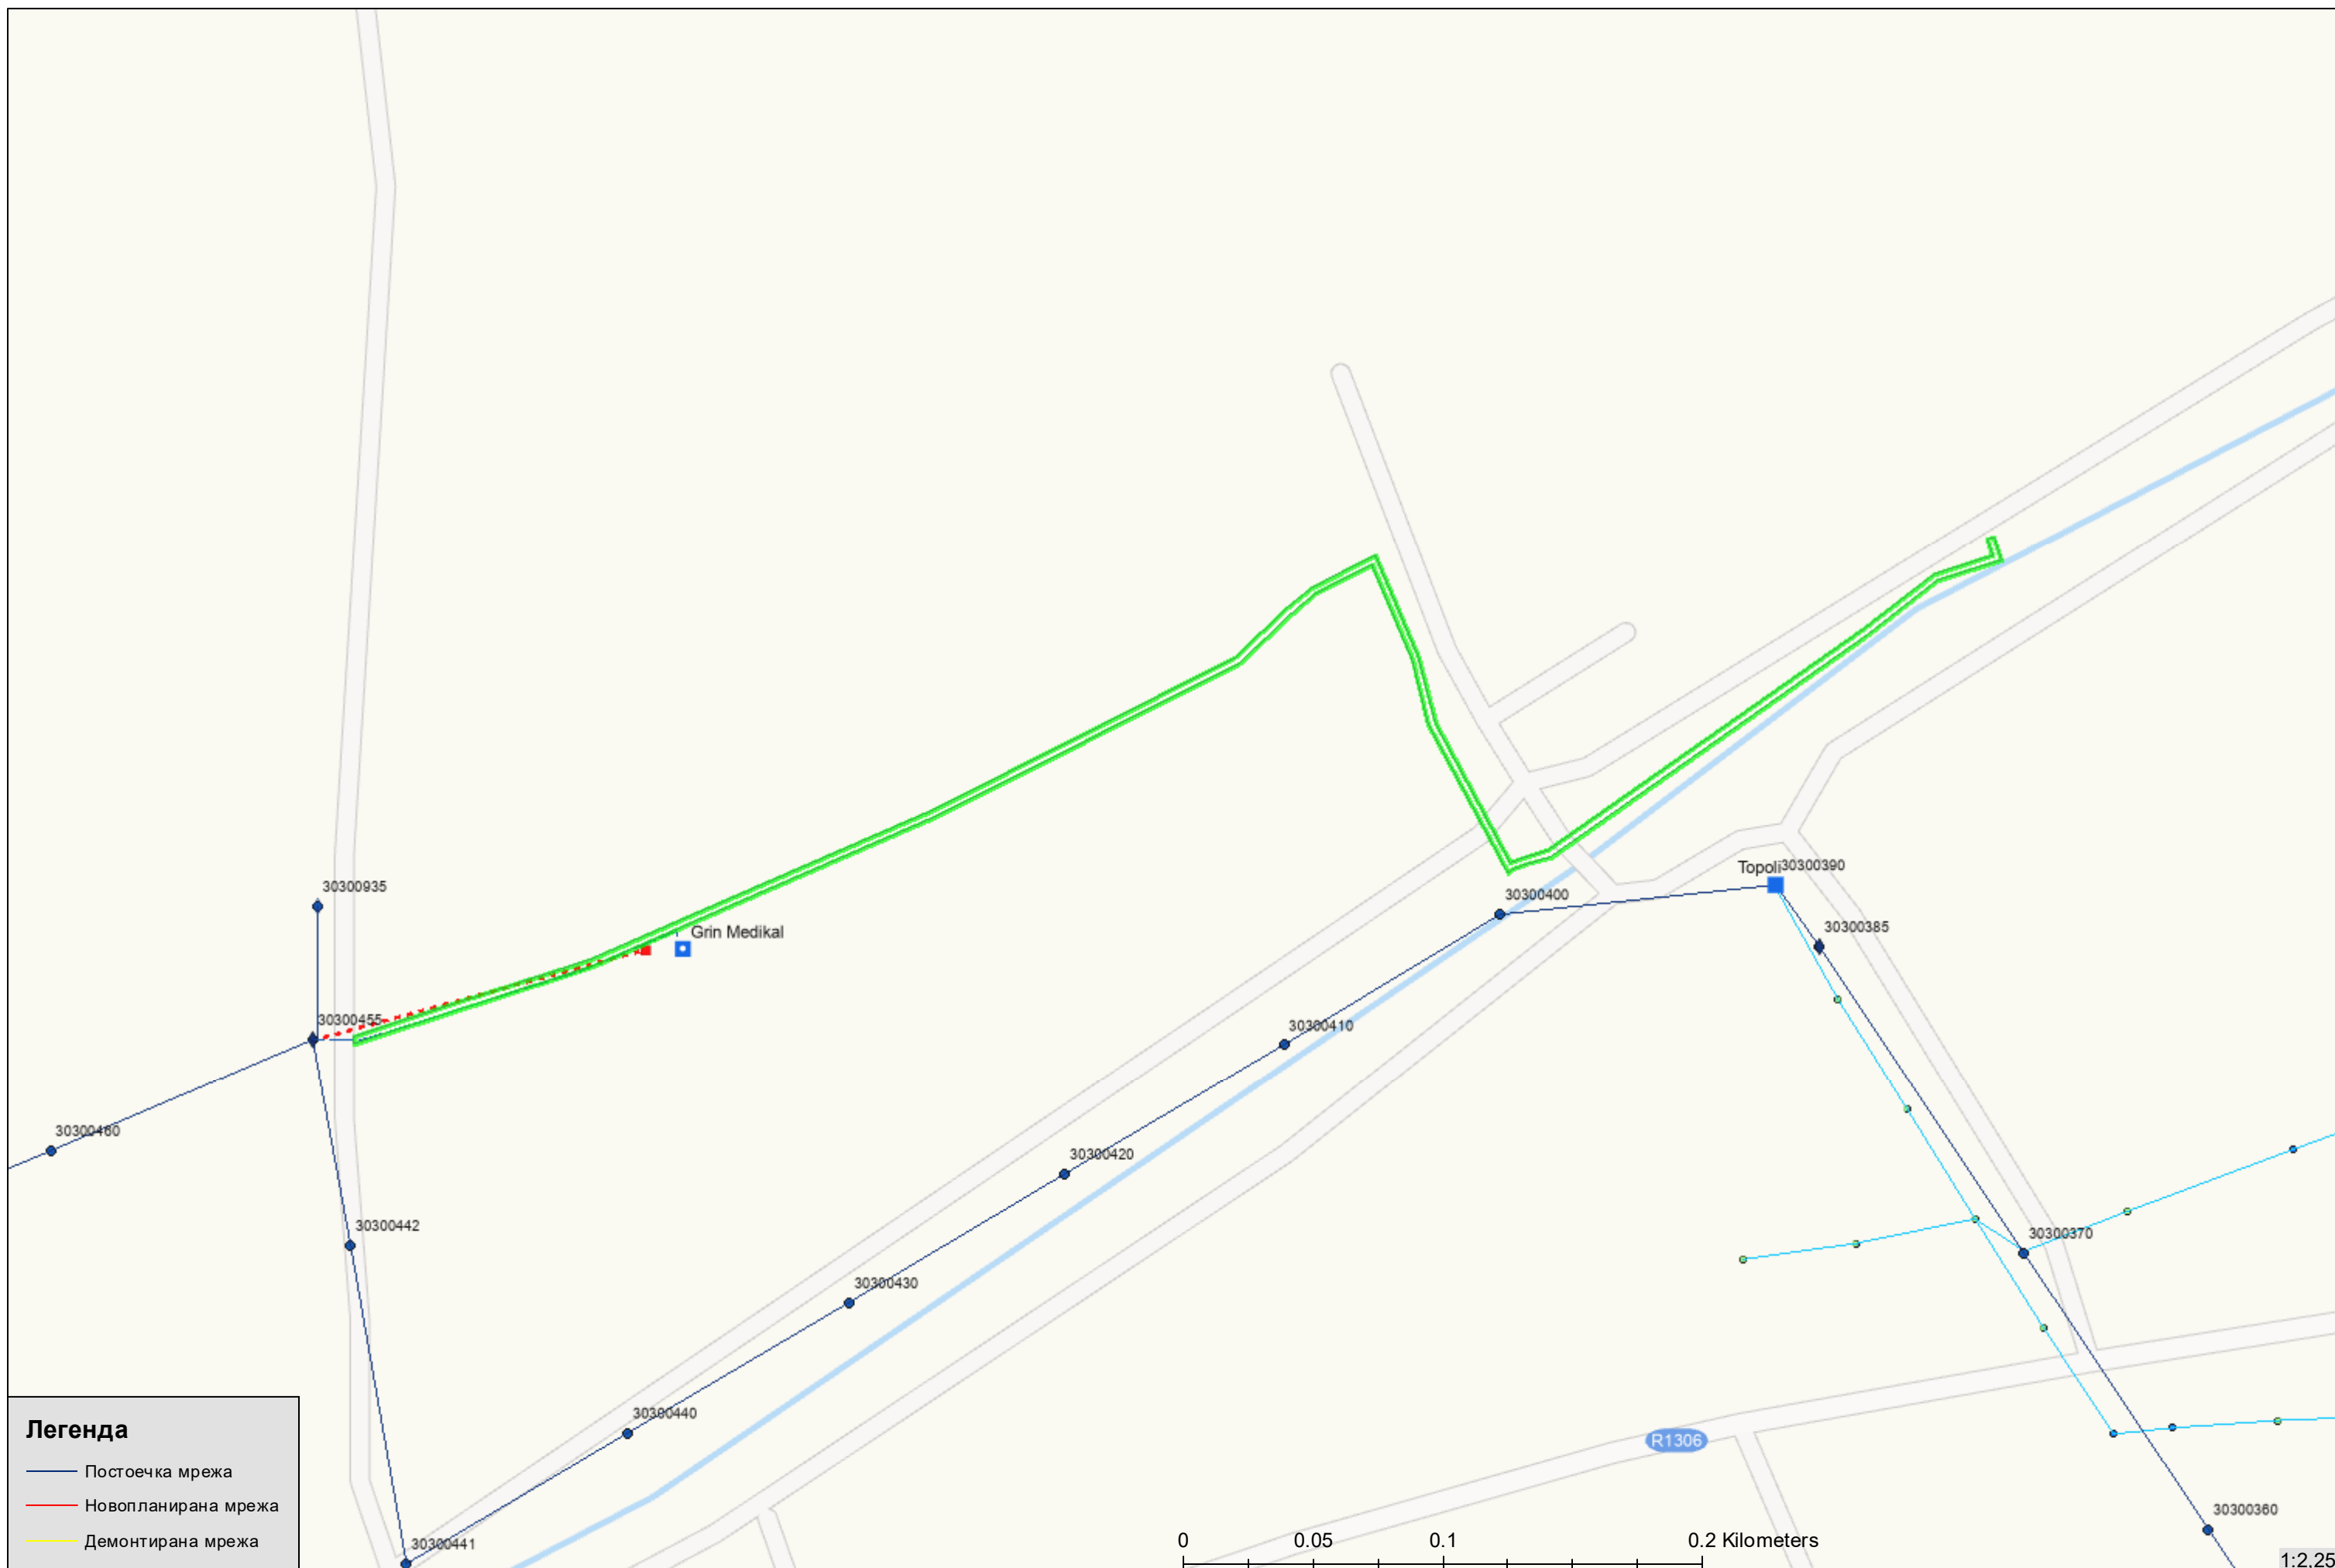 30300935
Grin Medikal
30300455
30300460
30300442
30300441
30300440
30300430
30300420
30300410
30300400
Topoli
30300390
30300385
30300370
30300360
R1306
Легенда
Постоечка мрежа
Новопланирана мрежа
Демонтирана мрежа
0 0.05 0.1 0.2 Kilometers
1:2,25